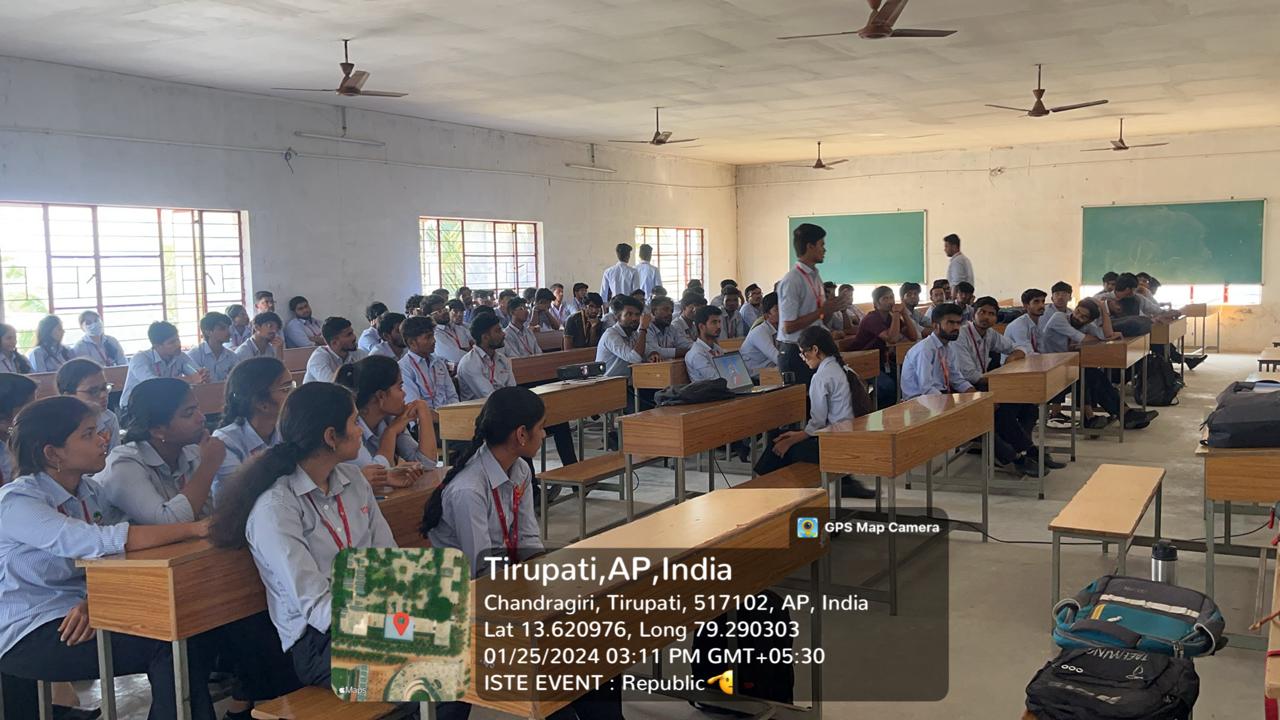 GPS Map Camera
Tirupati,AP,India
Chandragiri, Tirupati, 517102, AP, India
Lat 13.620976, Long 79.290303
01/25/2024 03:11 PM GMT+05:30
ISTE EVENT : Republic🫡
Maps